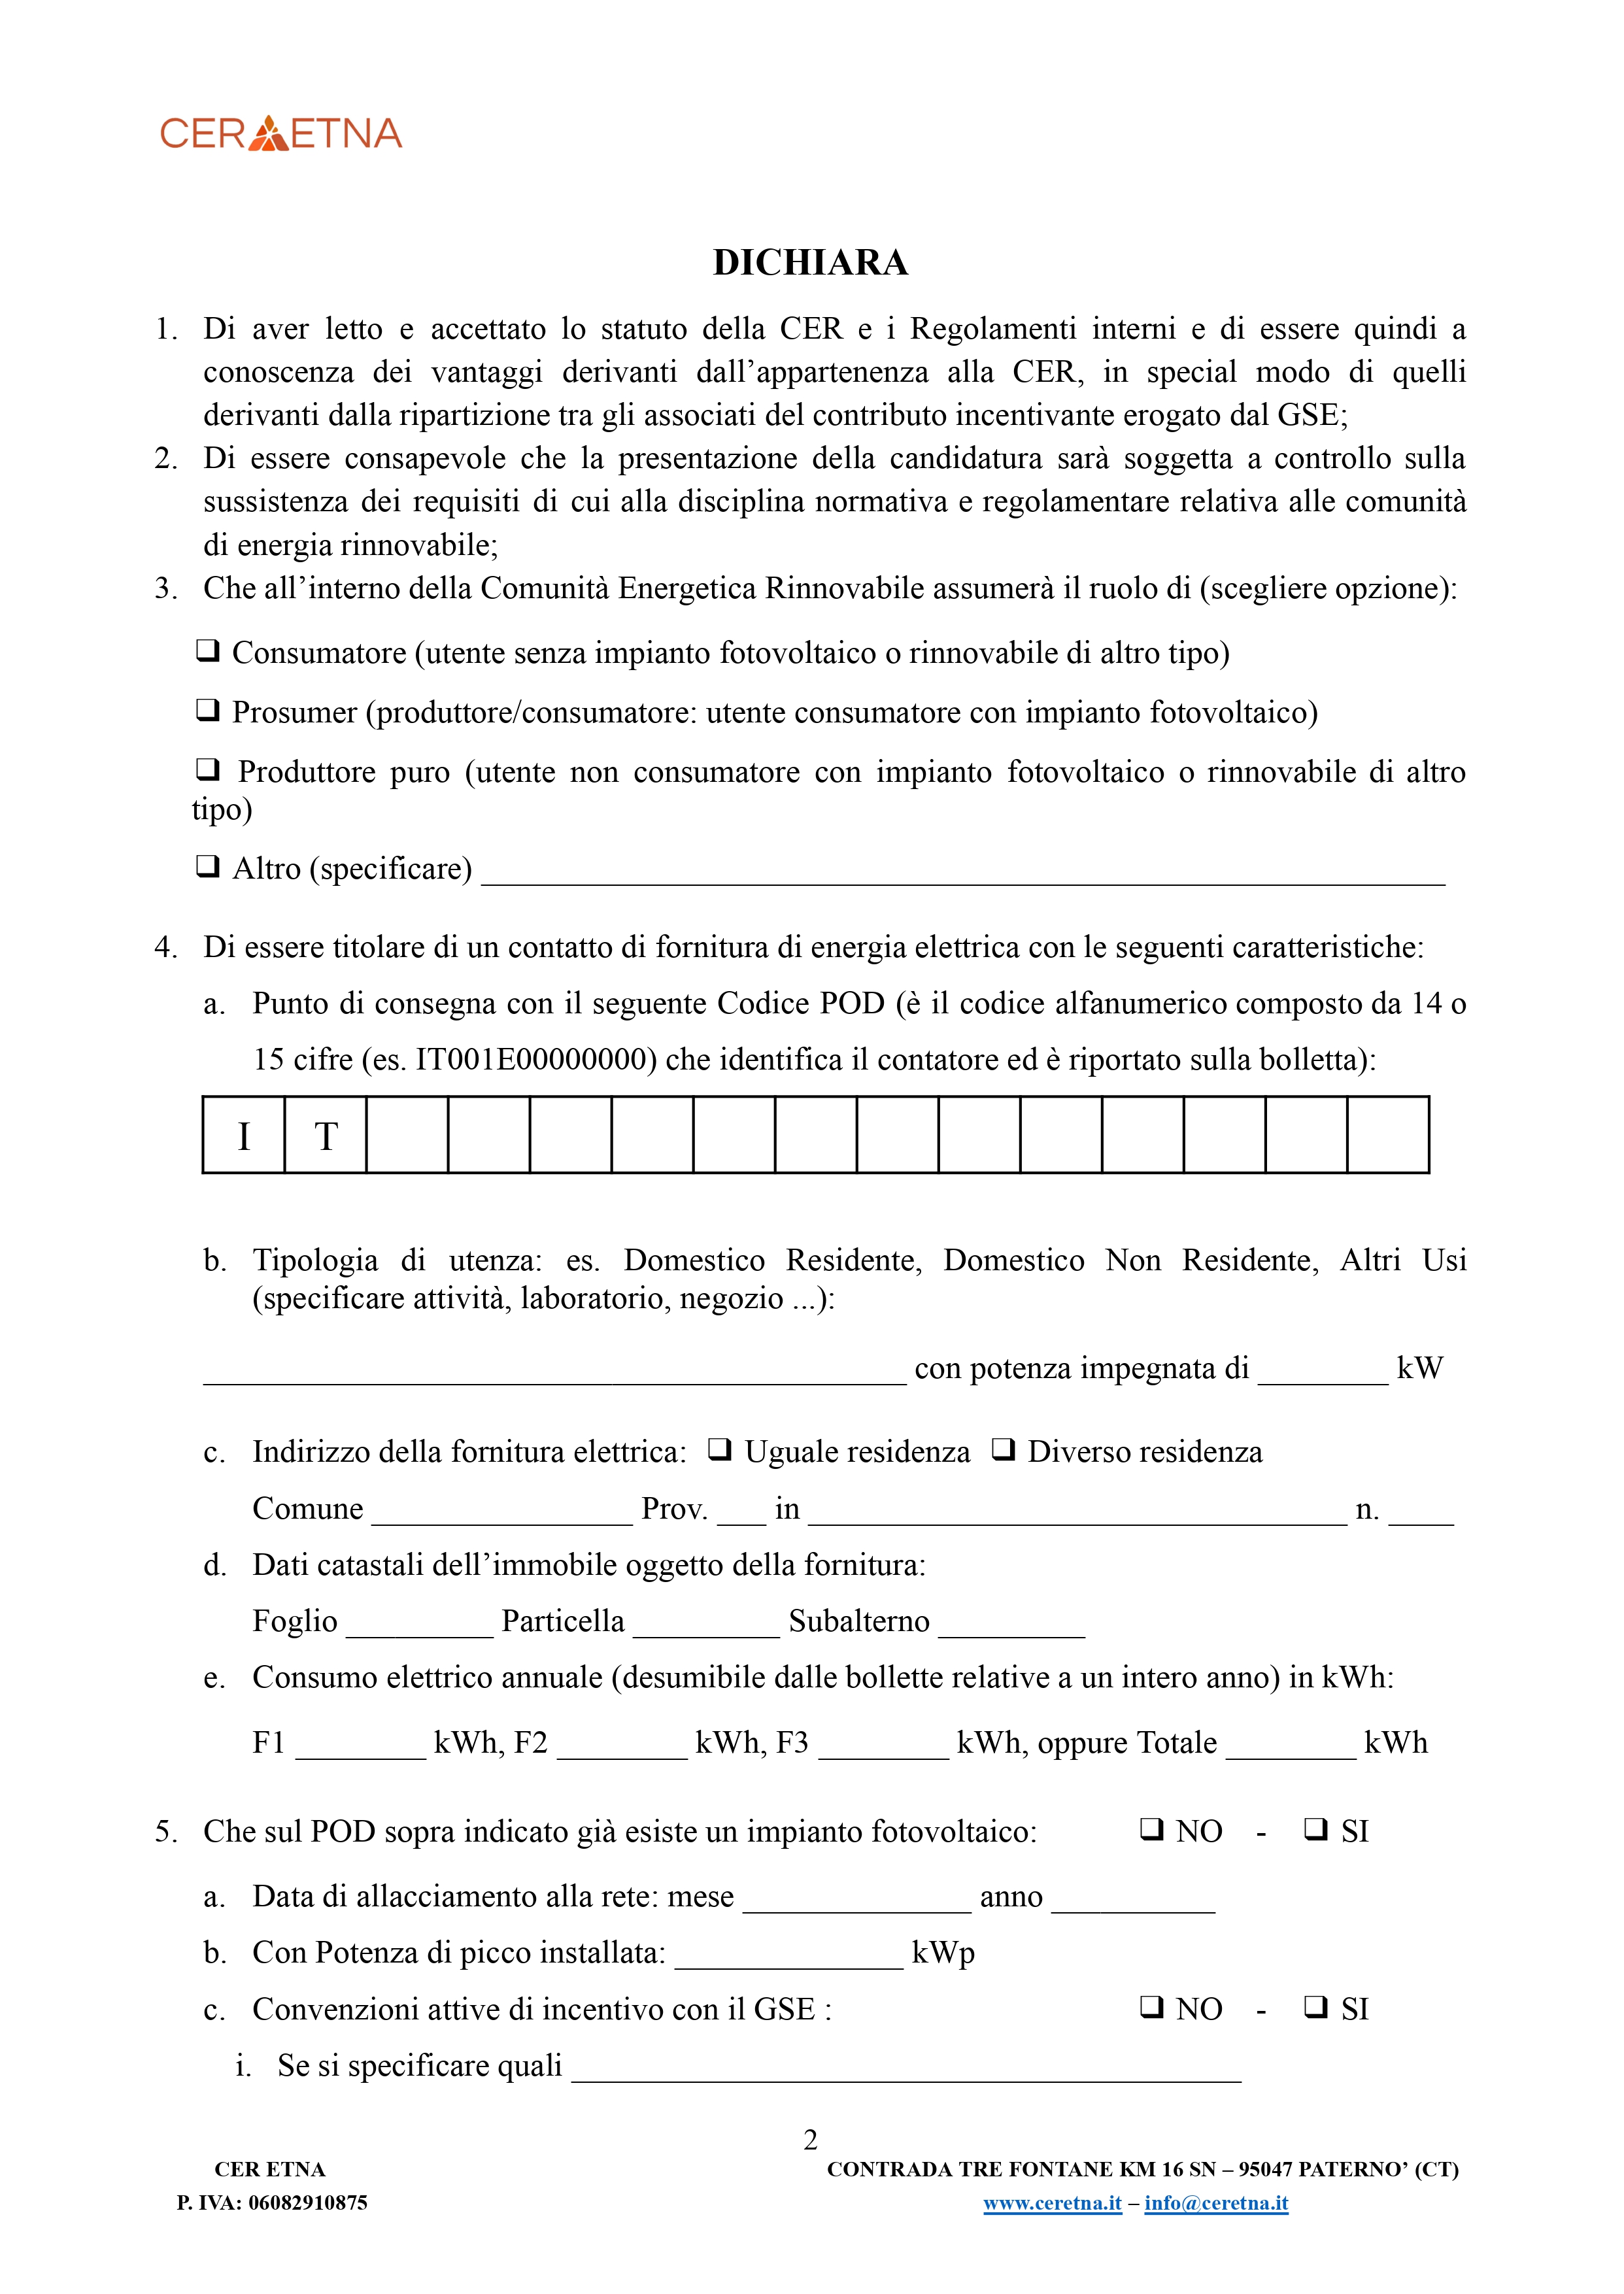 CER ETNA
DICHIARA
1. Di aver letto e accettato lo statuto della CER e i Regolamenti interni e di essere quindi a
conoscenza dei vantaggi derivanti dall’appartenenza alla CER, in special modo di quelli
derivanti dalla ripartizione tra gli associati del contributo incentivante erogato dal GSE;
2. Di essere consapevole che la presentazione della candidatura sarà soggetta a controllo sulla
sussistenza dei requisiti di cui alla disciplina normativa e regolamentare relativa alle comunità
di energia rinnovabile;
3. Che all’interno della Comunità Energetica Rinnovabile assumerà il ruolo di (scegliere opzione):
❑ Consumatore (utente senza impianto fotovoltaico o rinnovabile di altro tipo)
❑ Prosumer (produttore/consumatore: utente consumatore con impianto fotovoltaico)
❑ Produttore puro (utente non consumatore con impianto fotovoltaico o rinnovabile di altro
tipo)
❑ Altro (specificare) ___________________________________________________________
4. Di essere titolare di un contatto di fornitura di energia elettrica con le seguenti caratteristiche:
a. Punto di consegna con il seguente Codice POD (è il codice alfanumerico composto da 14 o
15 cifre (es. IT001E00000000) che identifica il contatore ed è riportato sulla bolletta):
I T
b. Tipologia di utenza: es. Domestico Residente, Domestico Non Residente, Altri Usi
(specificare attività, laboratorio, negozio ...):
___________________________________________ con potenza impegnata di ________ kW
c. Indirizzo della fornitura elettrica: ❑ Uguale residenza ❑ Diverso residenza
Comune ________________ Prov. ___ in _________________________________ n. ____
d. Dati catastali dell’immobile oggetto della fornitura:
Foglio _________ Particella _________ Subalterno _________
e. Consumo elettrico annuale (desumibile dalle bollette relative a un intero anno) in kWh:
F1 ________ kWh, F2 ________ kWh, F3 ________ kWh, oppure Totale ________ kWh
5. Che sul POD sopra indicato già esiste un impianto fotovoltaico: ❑ NO - ❑ SI
a. Data di allacciamento alla rete: mese ______________ anno __________
b. Con Potenza di picco installata: ______________ kWp
c. Convenzioni attive di incentivo con il GSE : ❑ NO - ❑ SI
i. Se si specificare quali _________________________________________
2
CER ETNA CONTRADA TRE FONTANE KM 16 SN – 95047 PATERNO’ (CT)
P. IVA: 06082910875 www.ceretna.it – info@ceretna.it